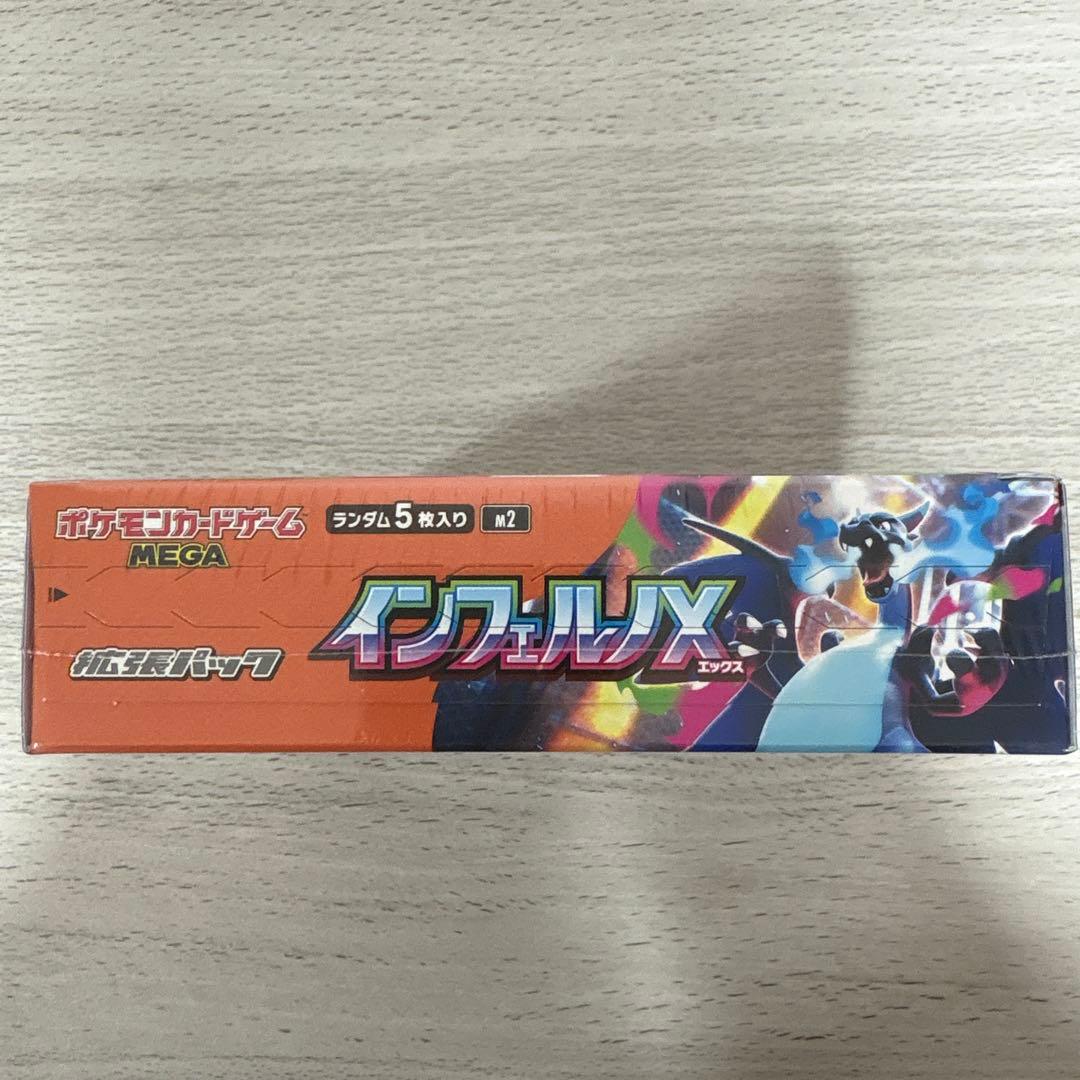 ポケモンカードゲーム
MEGA
ランダム5枚入り
M2
拡張パック
インフェルノX
エックス